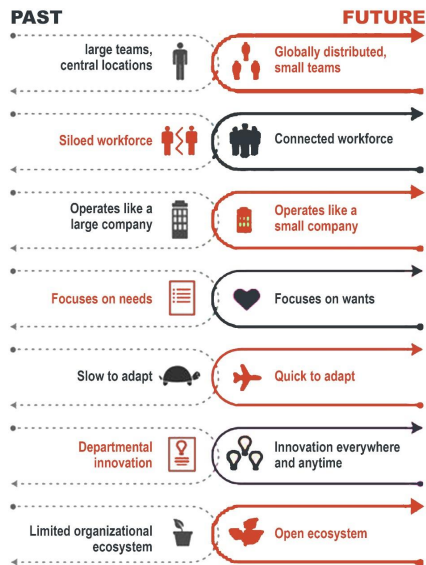 PAST
FUTURE
large teams,
central locations
Globally distributed,
small teams
Siloed workforce
Connected workforce
Operates like a
large company
Operates like a
small company
Focuses on needs
Focuses on wants
Slow to adapt
Quick to adapt
Departmental
innovation
Innovation everywhere
and anytime
Limited organizational
ecosystem
Open ecosystem